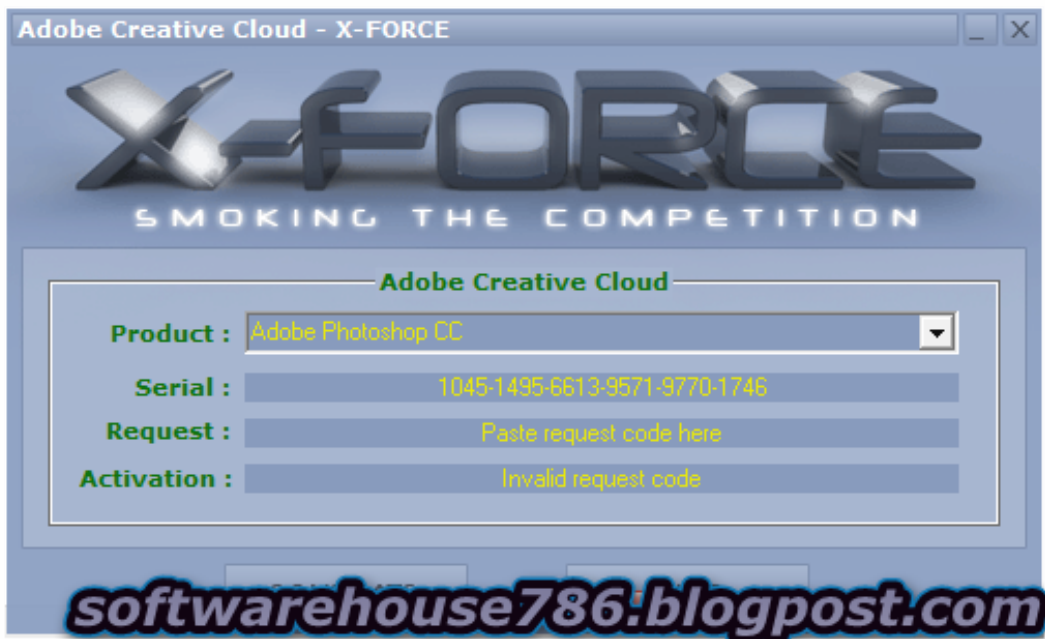 Adobe Creative Cloud - X-FORCE
X-FORCE
SMOKING THE COMPETITION
Adobe Creative Cloud
Product : Adobe Photoshop CC
Serial : 1045-1495-6613-9571-9770-1746
Request : Paste request code here
Activation : Invalid request code
softwarehouse786.blogpost.com